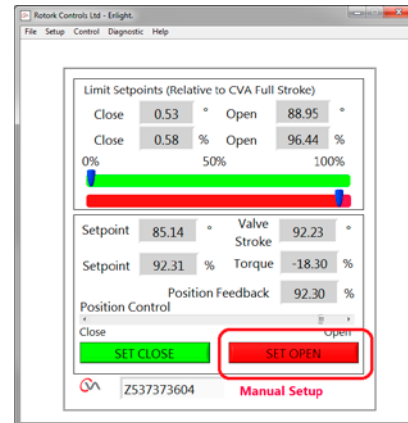 Rotork Controls Ltd - Enlight.
File Setup Control Diagnostic Help
Limit Setpoints (Relative to CVA Full Stroke)
Close 0.53 ° Open 88.95 °
Close 0.58 % Open 96.44 %
0% 50% 100%
Setpoint 85.14 ° Valve Stroke 92.23 °
Setpoint 92.31 % Torque -18.30 %
Position Feedback 92.30 %
Position Control
Close Open
SET CLOSE SET OPEN
CVA Z537373604 Manual Setup